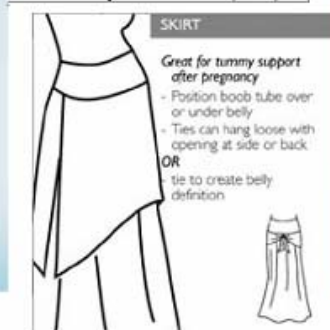 SKIRT
Great for tummy support
after pregnancy
- Position boob tube over
or under belly
- Ties can hang loose with
opening at side or back
OR
- tie to create belly
definition